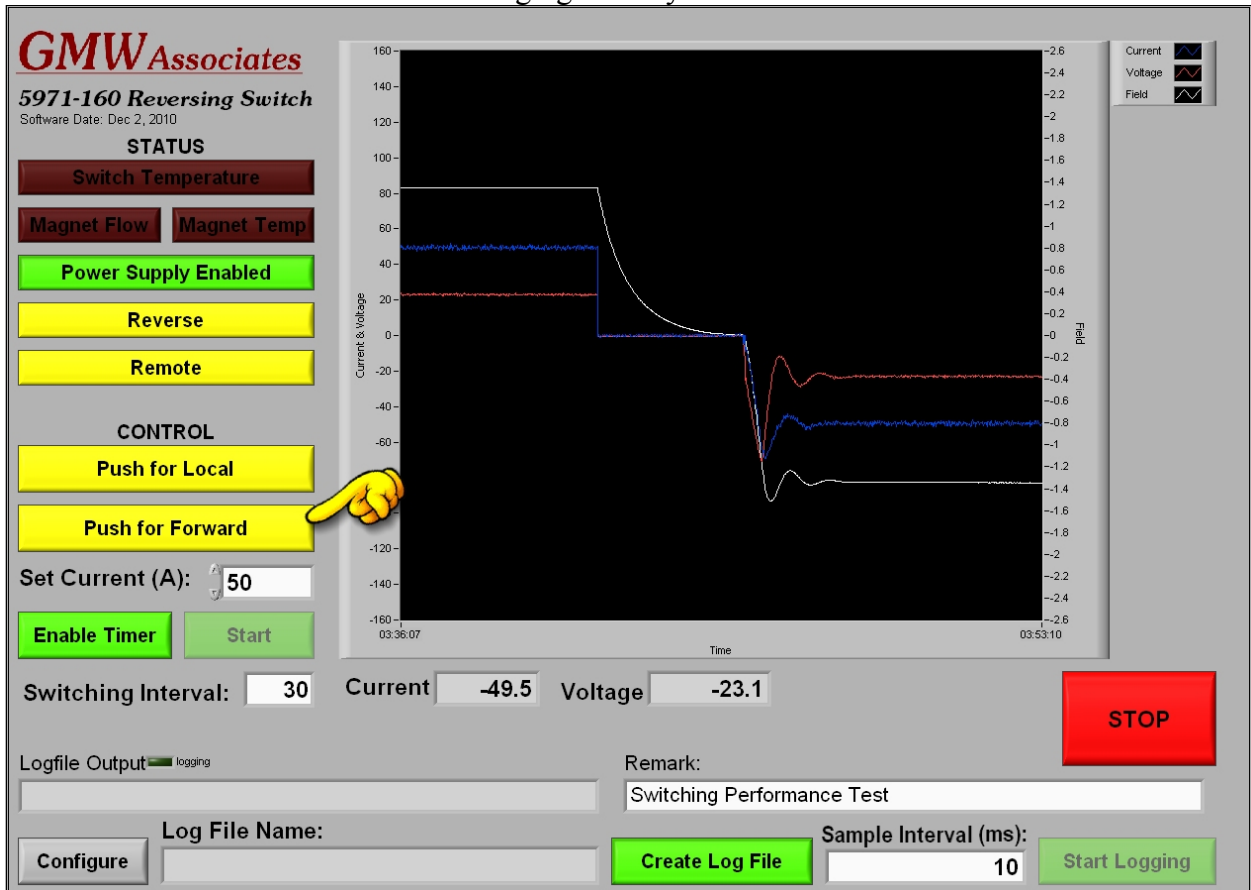 GMW Associates
5971-160 Reversing Switch
Software Date: Dec 2, 2010
STATUS
Switch Temperature
Magnet Flow
Magnet Temp
Power Supply Enabled
Reverse
Remote
CONTROL
Push for Local
Push for Forward
Set Current (A): 50
Enable Timer
Start
Switching Interval: 30
Current & Voltage
160
140
120
100
80
60
40
20
0
-20
-40
-60
-120
-140
-160
03:36:07
03:53:10
Time
-2.6
-2.4
-2.2
-2
-1.8
-1.6
-1.4
-1.2
-1
-0.8
-0.6
-0.4
-0.2
-0
-0.2
-0.4
-0.6
-0.8
-1
-1.2
-1.4
-1.6
-1.8
-2
-2.2
-2.4
-2.6
Field
Current
Voltage
Field
Current -49.5
Voltage -23.1
STOP
Logfile Output logging
Remark:
Switching Performance Test
Log File Name:
Configure
Create Log File
Sample Interval (ms):
10
Start Logging